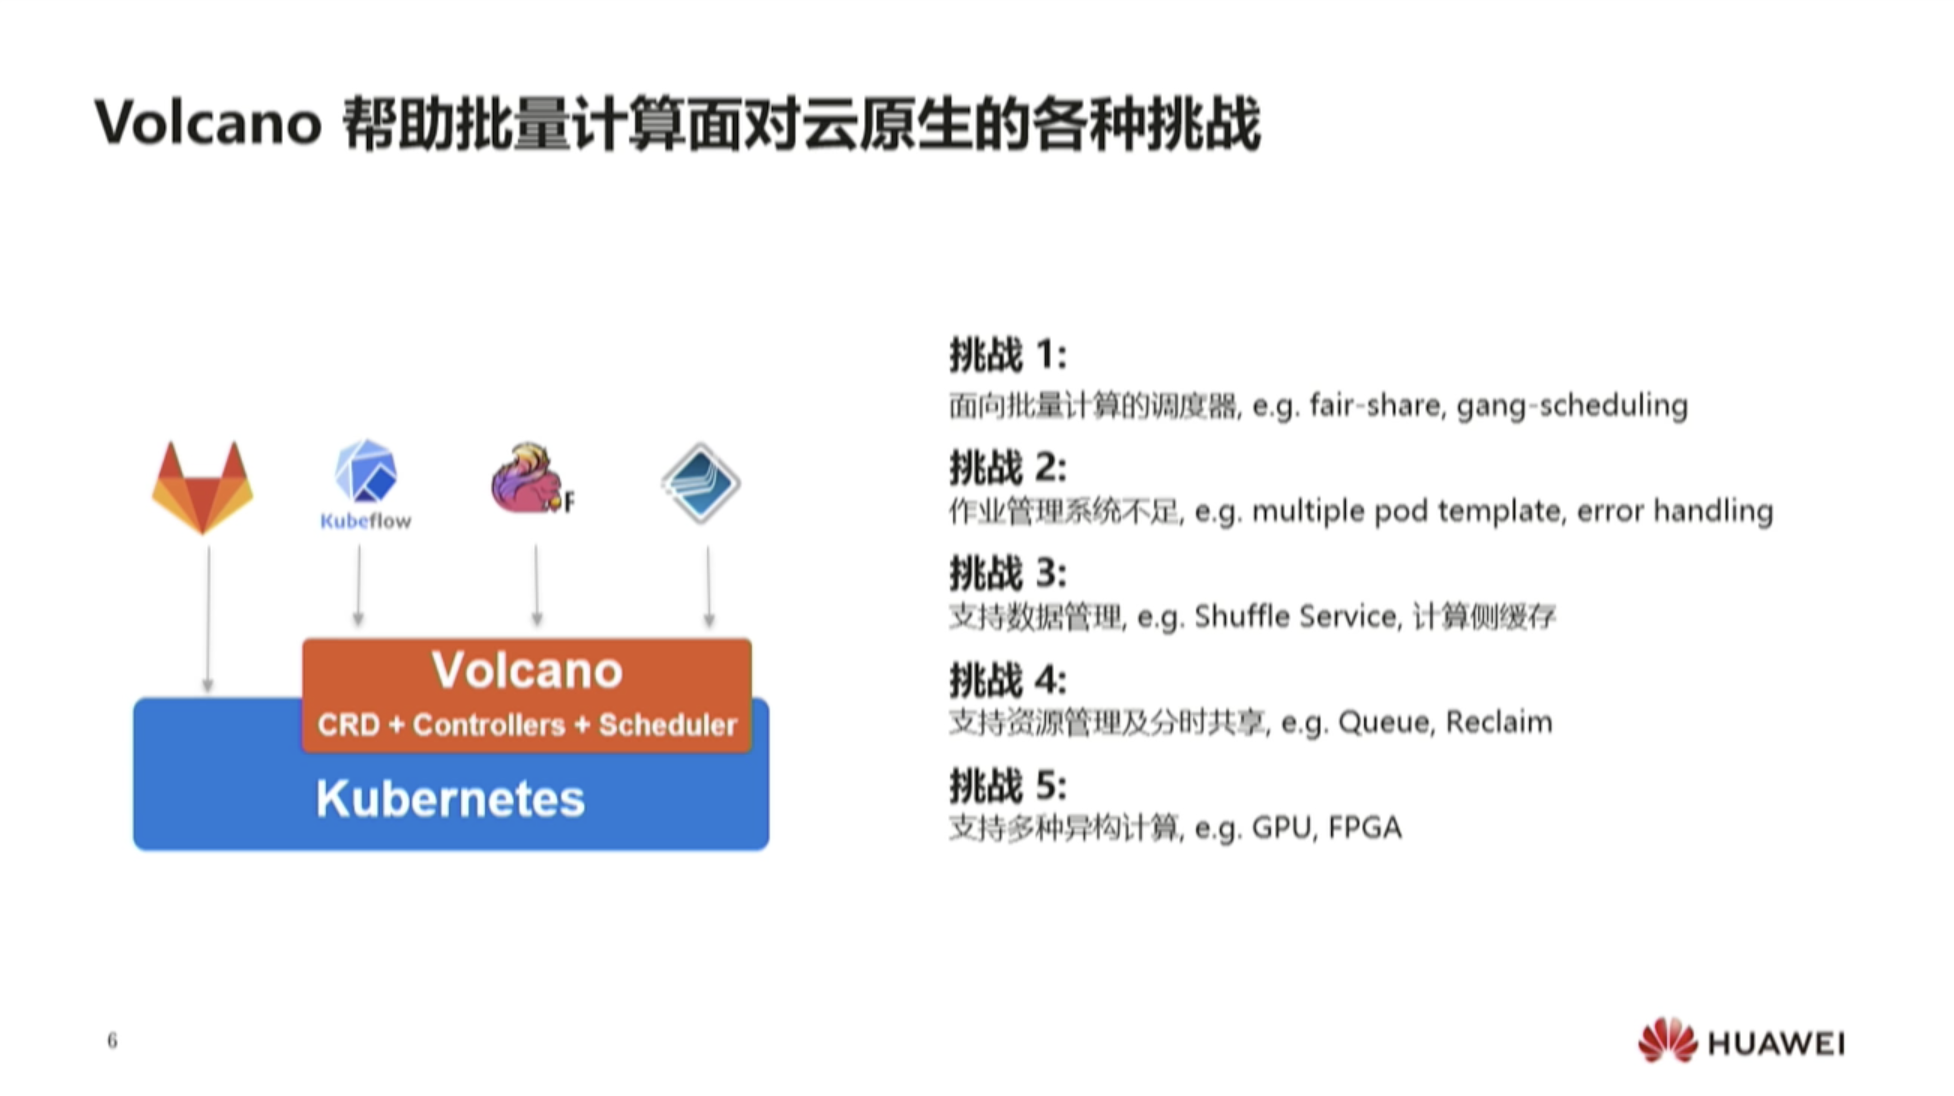 Volcano 帮助批量计算面对云原生的各种挑战
Kubeflow
F
Volcano
CRD + Controllers + Scheduler
Kubernetes
挑战 1:
面向批量计算的调度器, e.g. fair-share, gang-scheduling
挑战 2:
作业管理系统不足, e.g. multiple pod template, error handling
挑战 3:
支持数据管理, e.g. Shuffle Service, 计算侧缓存
挑战 4:
支持资源管理及分时共享, e.g. Queue, Reclaim
挑战 5:
支持多种异构计算, e.g. GPU, FPGA
6
HUAWEI